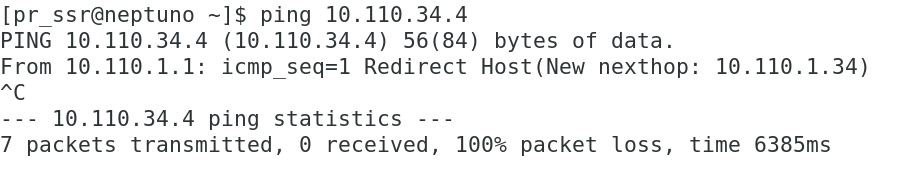 [pr_ssr@neptuno ~]$ ping 10.110.34.4
PING 10.110.34.4 (10.110.34.4) 56(84) bytes of data.
From 10.110.1.1: icmp_seq=1 Redirect Host(New nexthop: 10.110.1.34)
^C
--- 10.110.34.4 ping statistics ---
7 packets transmitted, 0 received, 100% packet loss, time 6385ms